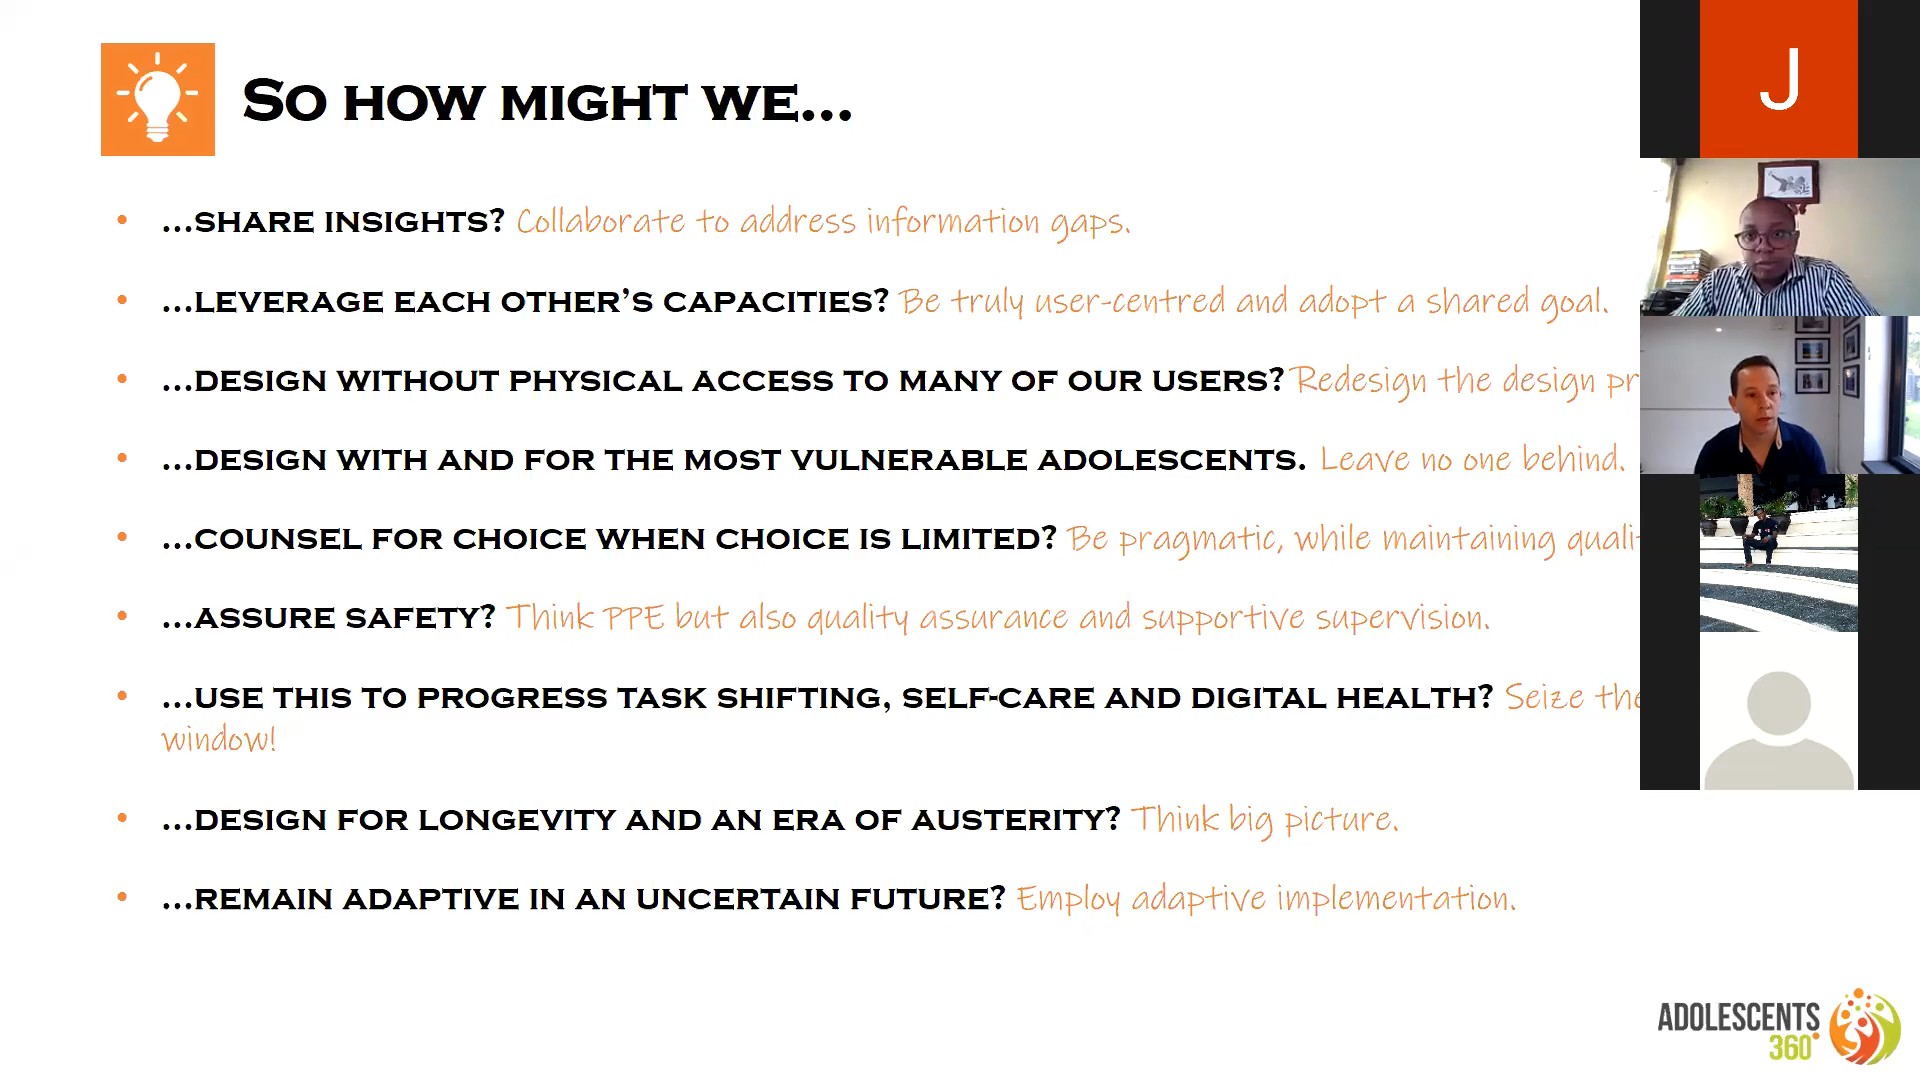 So how might we...
• ...share insights? Collaborate to address information gaps.
• ...leverage each other's capacities? Be truly user-centred and adopt a shared goal.
• ...design without physical access to many of our users? Redesign the design
• ...design with and for the most vulnerable adolescents. Leave no one behind.
• ...counsel for choice when choice is limited? Be pragmatic, while maintaining
• ...assure safety? Think PPE but also quality assurance and supportive supervision.
• ...use this to progress task shifting, self-care and digital health? Seize the
window!
• ...design for longevity and an era of austerity? Think big picture.
• ...remain adaptive in an uncertain future? Employ adaptive implementation.
J
ADOLESCENTS
360°